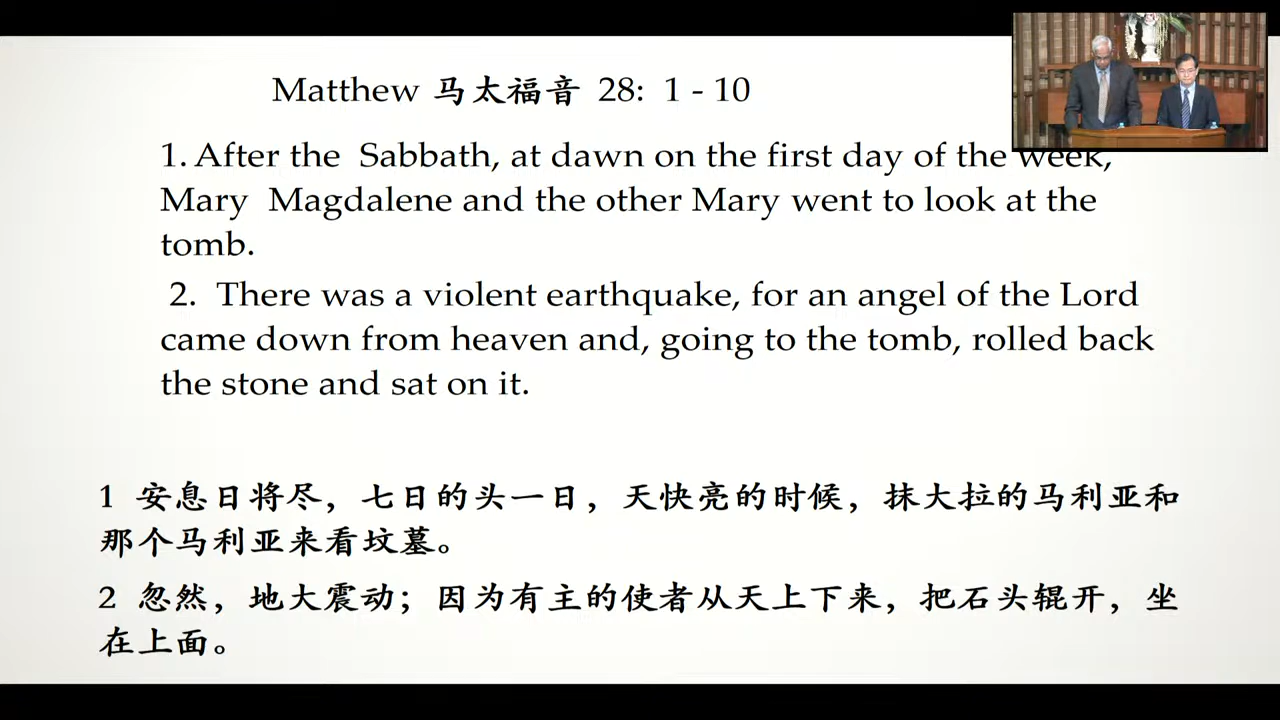 Matthew 马太福音 28: 1 - 10
1. After the Sabbath, at dawn on the first day of the week,
Mary Magdalene and the other Mary went to look at the
tomb.
2. There was a violent earthquake, for an angel of the Lord
came down from heaven and, going to the tomb, rolled back
the stone and sat on it.
1 安息日将尽，七日的头一日，天快亮的时候，抹大拉的马利亚和
那个马利亚来看坟墓。
2 忽然，地大震动；因为有主的使者从天上下来，把石头辊开，坐
在上面。